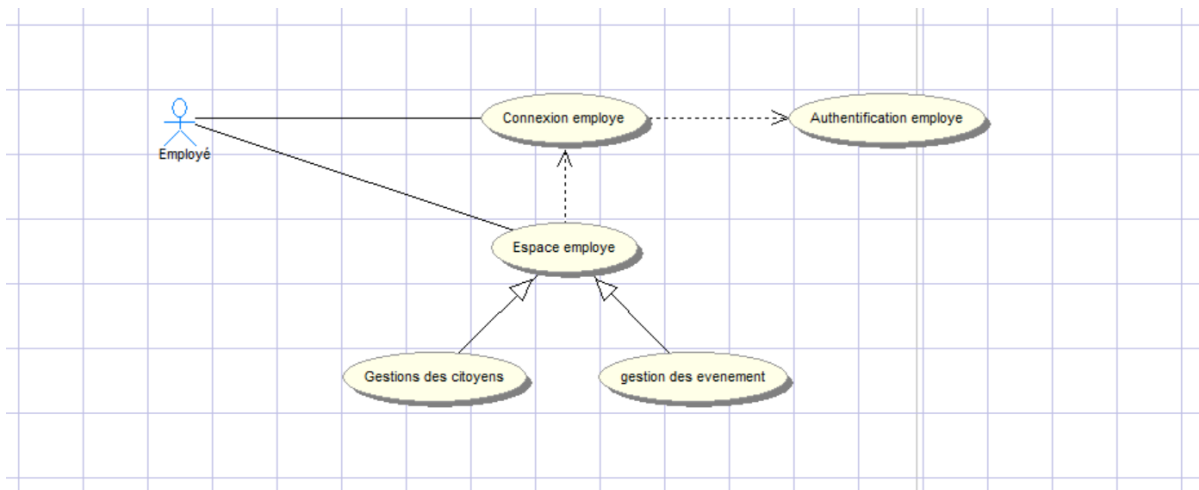 Employé
Connexion employe
Authentification employe
Espace employe
Gestions des citoyens
gestion des evenement